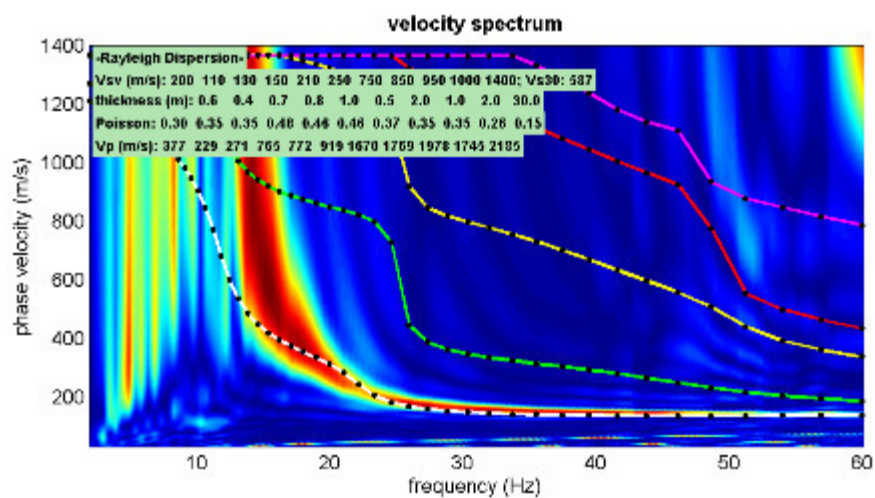 velocity spectrum
1400
1200
1000
800
600
400
200
phase velocity (m/s)
-Rayleigh Dispersion-
Vsv (m/s): 200 110 130 150 210 250 750 850 950 1000 1400; Vs30: 587
thickness (m): 0.6 0.4 0.7 0.8 1.0 0.5 2.0 1.0 2.0 30.0
Poisson: 0.30 0.35 0.35 0.48 0.46 0.46 0.37 0.35 0.35 0.26 0.15
Vp (m/s): 377 229 271 765 772 919 1670 1769 1978 1745 2185
10 20 30 40 50 60
frequency (Hz)